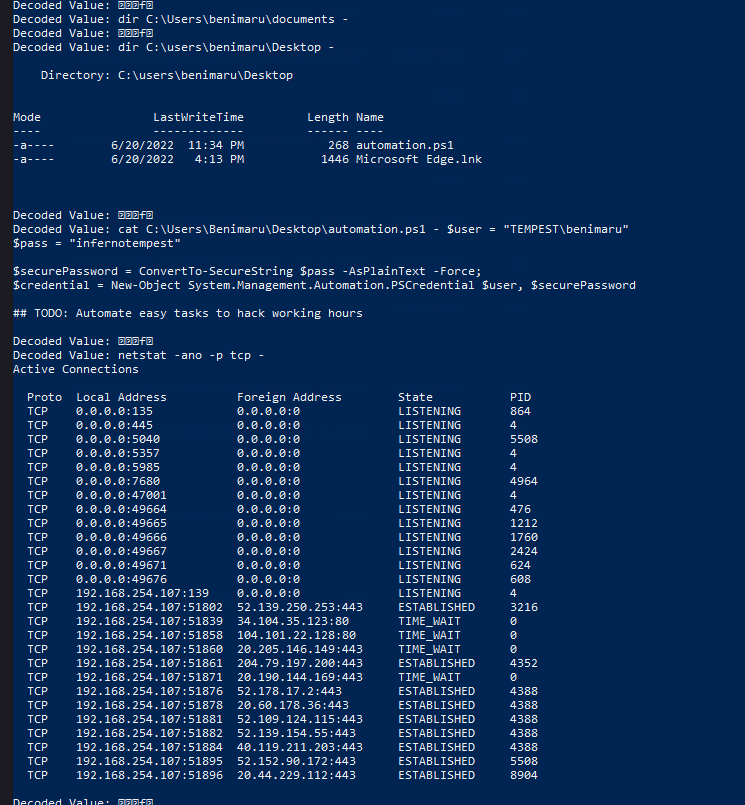 Decoded Value: f
Decoded Value: dir C:\Users\benimaru\documents -
Decoded Value: f
Decoded Value: dir C:\Users\benimaru\Desktop -
Directory: C:\users\benimaru\Desktop
Mode LastWriteTime Length Name
---- ------------- ------ ----
-a---- 6/20/2022 11:34 PM 268 automation.ps1
-a---- 6/20/2022 4:13 PM 1446 Microsoft Edge.lnk
Decoded Value: f
Decoded Value: cat C:\Users\Benimaru\Desktop\automation.ps1 - $user = "TEMPEST\benimaru"
$pass = "infernotempest"
$securePassword = ConvertTo-SecureString $pass -AsPlainText -Force;
$credential = New-Object System.Management.Automation.PSCredential $user, $securePassword
## TODO: Automate easy tasks to hack working hours
Decoded Value: f
Decoded Value: netstat -ano -p tcp -
Active Connections
Proto Local Address Foreign Address State PID
TCP 0.0.0.0:135 0.0.0.0:0 LISTENING 864
TCP 0.0.0.0:445 0.0.0.0:0 LISTENING 4
TCP 0.0.0.0:5040 0.0.0.0:0 LISTENING 5508
TCP 0.0.0.0:5357 0.0.0.0:0 LISTENING 4
TCP 0.0.0.0:5985 0.0.0.0:0 LISTENING 4
TCP 0.0.0.0:7680 0.0.0.0:0 LISTENING 4964
TCP 0.0.0.0:47001 0.0.0.0:0 LISTENING 4
TCP 0.0.0.0:49664 0.0.0.0:0 LISTENING 476
TCP 0.0.0.0:49665 0.0.0.0:0 LISTENING 1212
TCP 0.0.0.0:49666 0.0.0.0:0 LISTENING 1760
TCP 0.0.0.0:49667 0.0.0.0:0 LISTENING 2424
TCP 0.0.0.0:49671 0.0.0.0:0 LISTENING 624
TCP 0.0.0.0:49676 0.0.0.0:0 LISTENING 608
TCP 192.168.254.107:139 0.0.0.0:0 LISTENING 4
TCP 192.168.254.107:51802 52.139.250.253:443 ESTABLISHED 3216
TCP 192.168.254.107:51839 34.104.35.123:80 TIME_WAIT 0
TCP 192.168.254.107:51858 104.101.22.128:80 TIME_WAIT 0
TCP 192.168.254.107:51860 20.205.146.149:443 TIME_WAIT 0
TCP 192.168.254.107:51861 204.79.197.200:443 ESTABLISHED 4352
TCP 192.168.254.107:51871 20.190.144.169:443 TIME_WAIT 0
TCP 192.168.254.107:51876 52.178.17.2:443 ESTABLISHED 4388
TCP 192.168.254.107:51878 20.60.178.36:443 ESTABLISHED 4388
TCP 192.168.254.107:51881 52.109.124.115:443 ESTABLISHED 4388
TCP 192.168.254.107:51882 52.139.154.55:443 ESTABLISHED 4388
TCP 192.168.254.107:51884 40.119.211.203:443 ESTABLISHED 4388
TCP 192.168.254.107:51895 52.152.90.172:443 ESTABLISHED 5508
TCP 192.168.254.107:51896 20.44.229.112:443 ESTABLISHED 8904
Decoded Value: f